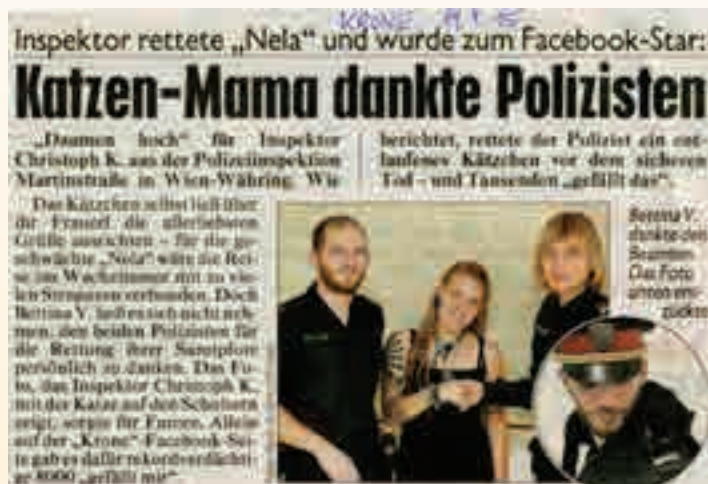 KRONE
Inspektor rettete „Nela“ und wurde zum Facebook-Star:
Katzen-Mama dankte Polizisten
„Daumen hoch“ für Inspektor
Christoph K. aus der Polizeiinspektion
Martinstraße in Wien-Währing. Wie
berichtet, rettete der Polizist ein ent-
laufenes Kätzchen vor dem sicheren
Tod – und Tausenden „gefällt das“.
Das Kätzchen selbst ließ über
ihr Frauerl die allerliebsten
Grüße ausrichten – für die ge-
schwächte „Nela“ wäre die Rei-
se ins Wachzimmer mit zu vie-
len Strapazen verbunden. Doch
Bettina V. ließ es sich nicht neh-
men, den beiden Polizisten für
die Rettung ihrer Samtpfote
persönlich zu danken. Das Fo-
to, das Inspektor Christoph K.
mit der Katze auf den Schultern
zeigt, sorgte für Furore. Allein
auf der „Krone“-Facebook-Sei-
te gab es dafür rekordverdächti-
ge 8000 „gefällt mir“.
Bettina V.
dankte den
Beamten.
Das Foto
unten ent-
zückte